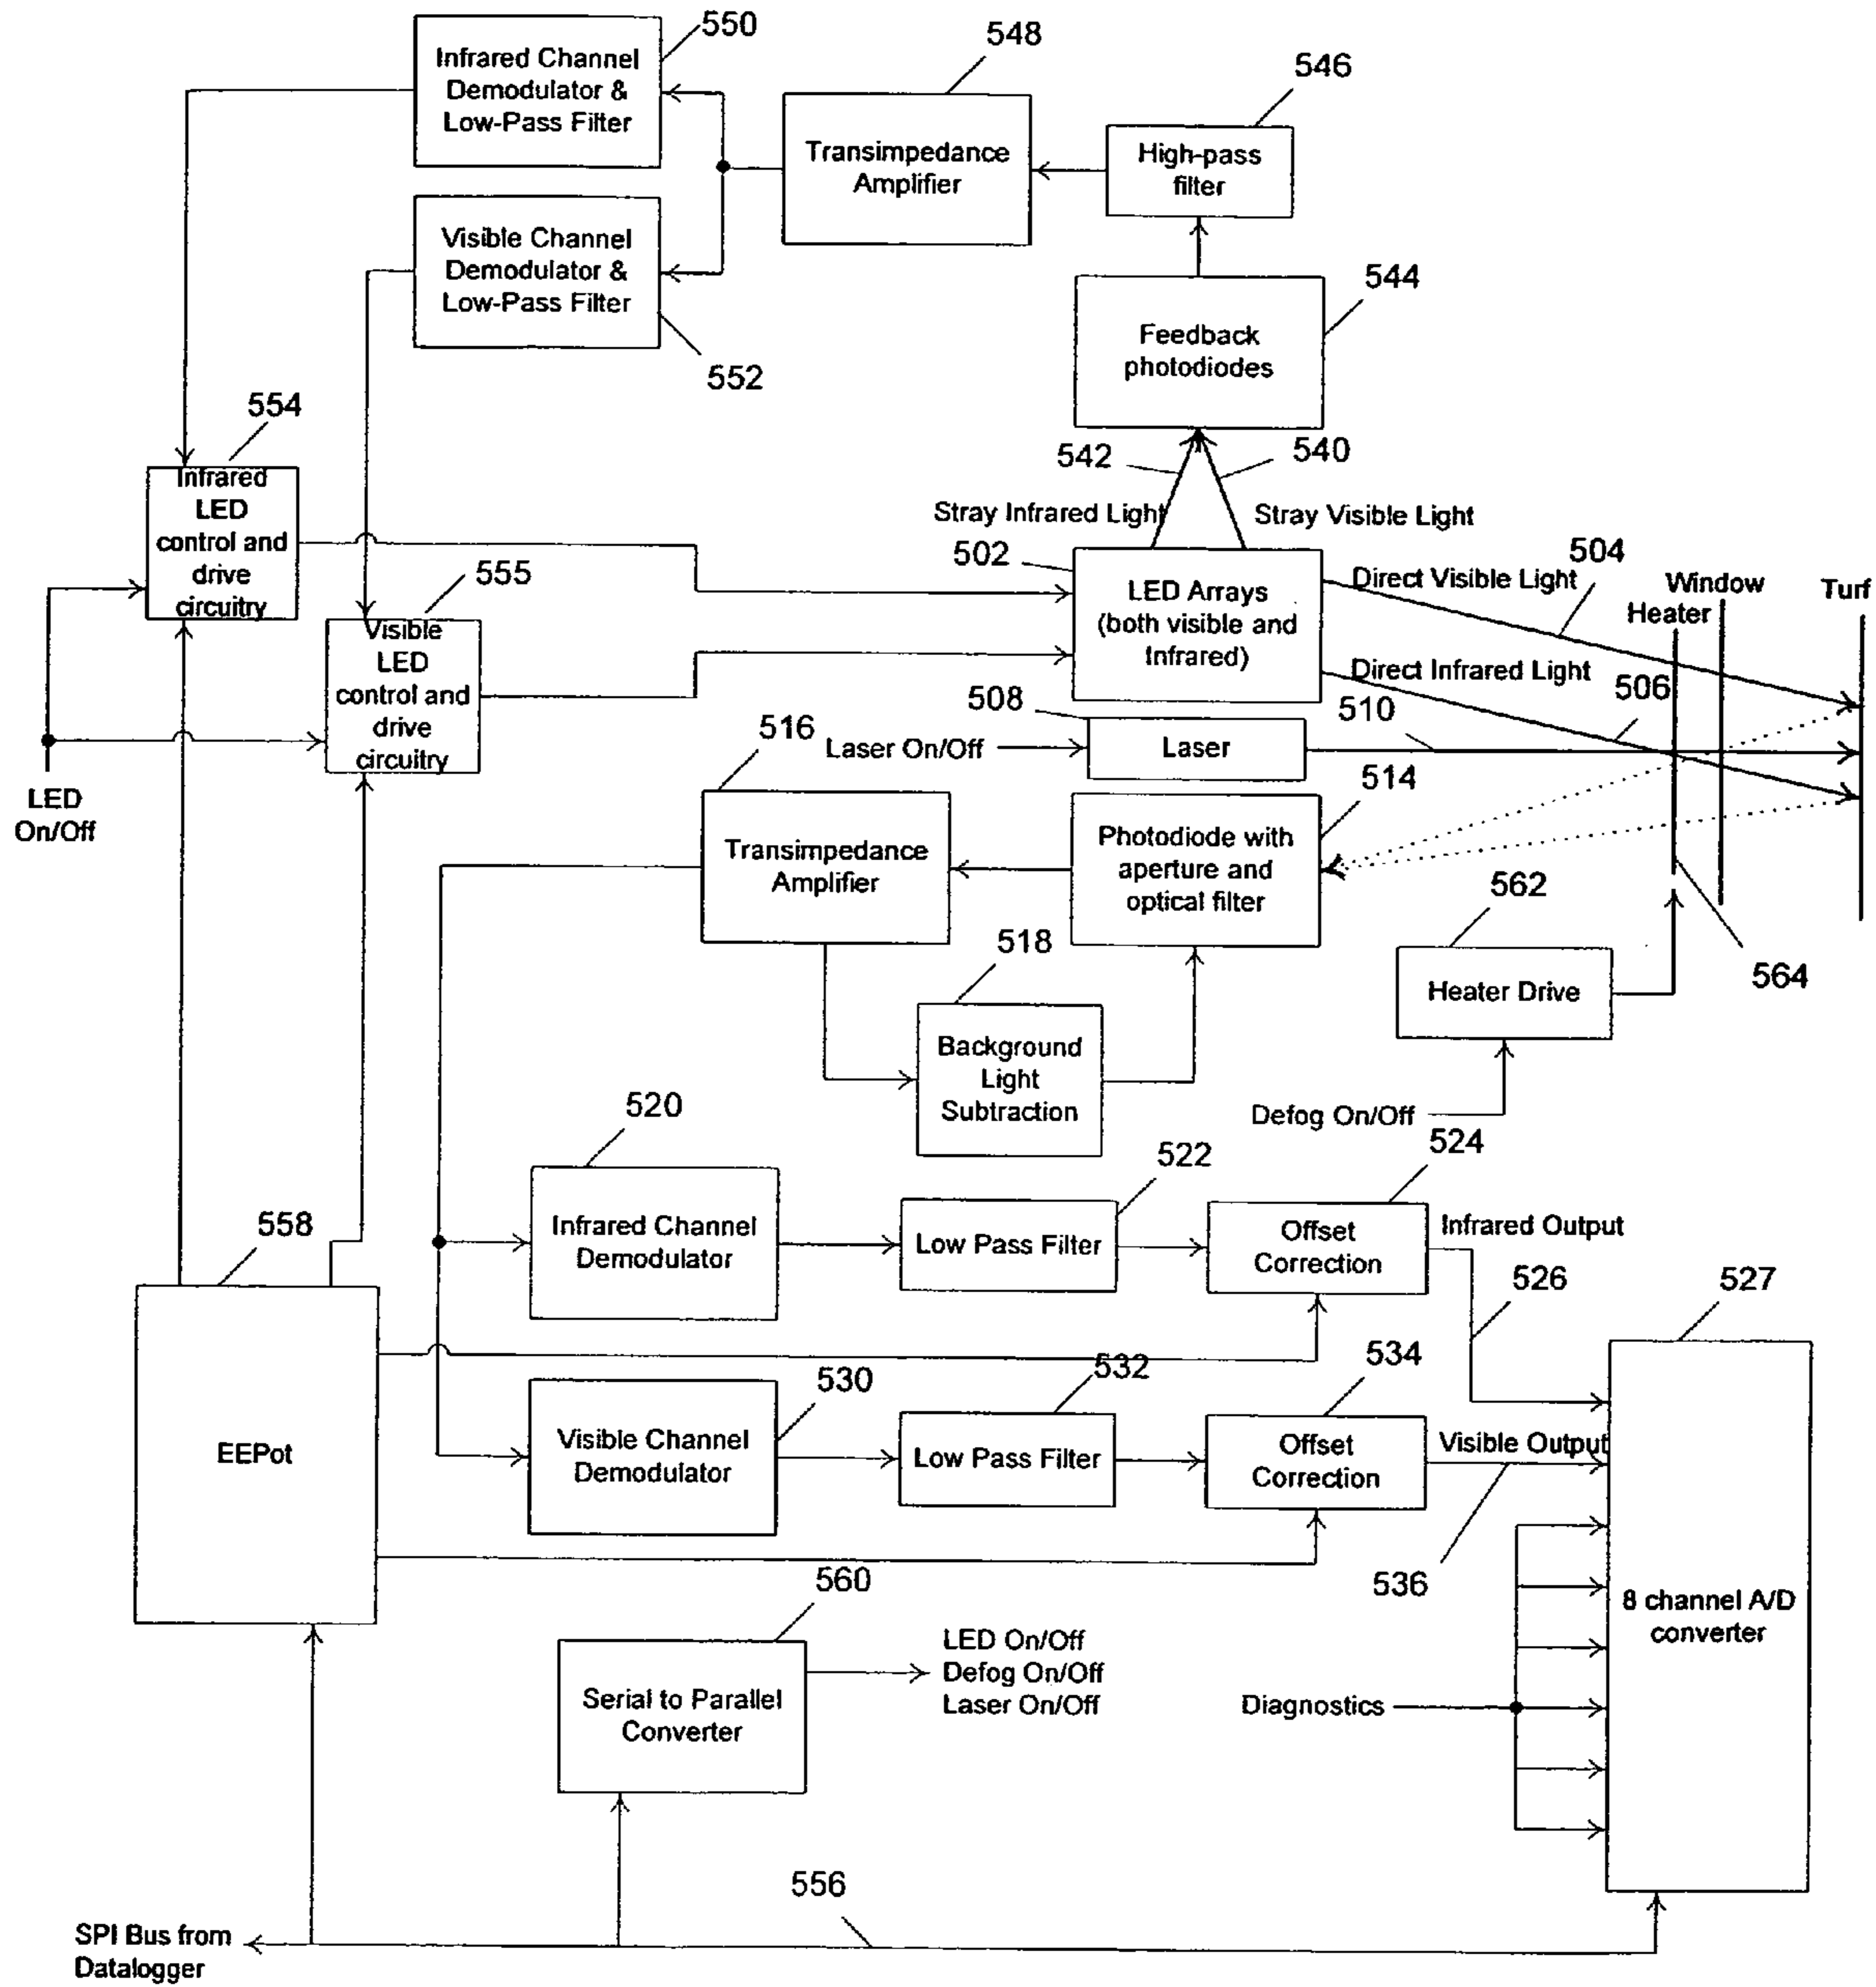 550
548
546
Infrared Channel
Demodulator &
Low-Pass Filter
Transimpedance
Amplifier
High-pass
filter
Visible Channel
Demodulator &
Low-Pass Filter
552
544
Feedback
photodiodes
554
542
540
Stray Infrared Light
Stray Visible Light
Infrared
LED
control and
drive
circuitry
555
502
LED Arrays
(both visible and
Infrared)
504
Direct Visible Light
Window
Heater
Turf
Visible
LED
control and
drive
circuitry
Direct Infrared Light
506
508
510
516
Laser On/Off
Laser
514
LED
On/Off
Transimpedance
Amplifier
Photodiode with
aperture and
optical filter
562
518
564
Heater Drive
Background
Light
Subtraction
Defog On/Off
520
522
524
558
Infrared Channel
Demodulator
Low Pass Filter
Offset
Correction
Infrared Output
526
527
530
532
534
EEPot
Visible Channel
Demodulator
Low Pass Filter
Offset
Correction
Visible Output
536
560
8 channel A/D
converter
Serial to Parallel
Converter
LED On/Off
Defog On/Off
Laser On/Off
Diagnostics
556
SPI Bus from
Datalogger